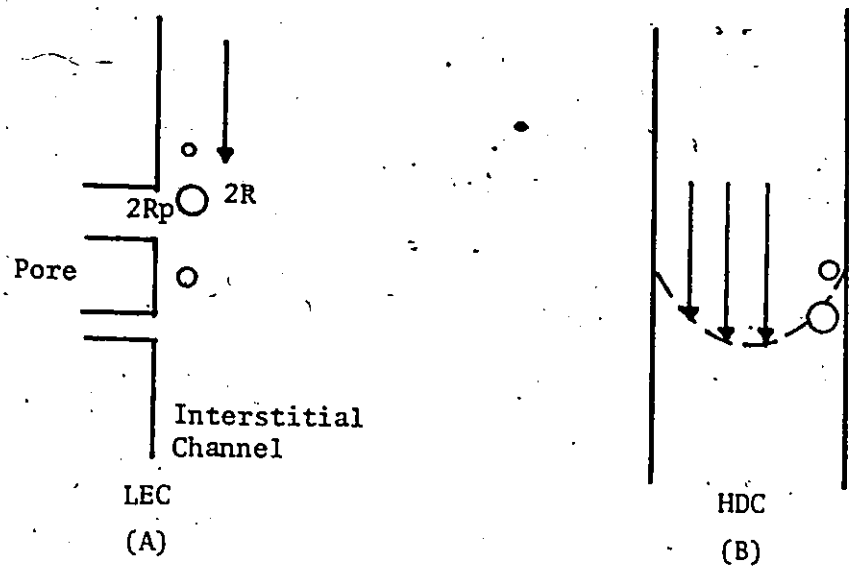 2Rp 2R
Pore
Interstitial
Channel
LEC
(A)
HDC
(B)